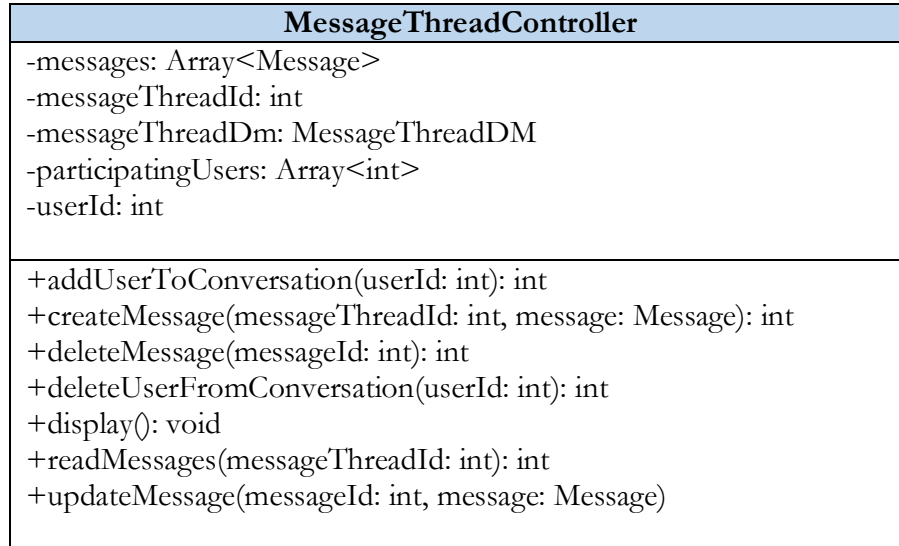 MessageThreadController
-messages: Array<Message>
-messageThreadId: int
-messageThreadDm: MessageThreadDM
-participatingUsers: Array<int>
-userId: int
+addUserToConversation(userId: int): int
+createMessage(messageThreadId: int, message: Message): int
+deleteMessage(messageId: int): int
+deleteUserFromConversation(userId: int): int
+display(): void
+readMessages(messageThreadId: int): int
+updateMessage(messageId: int, message: Message)